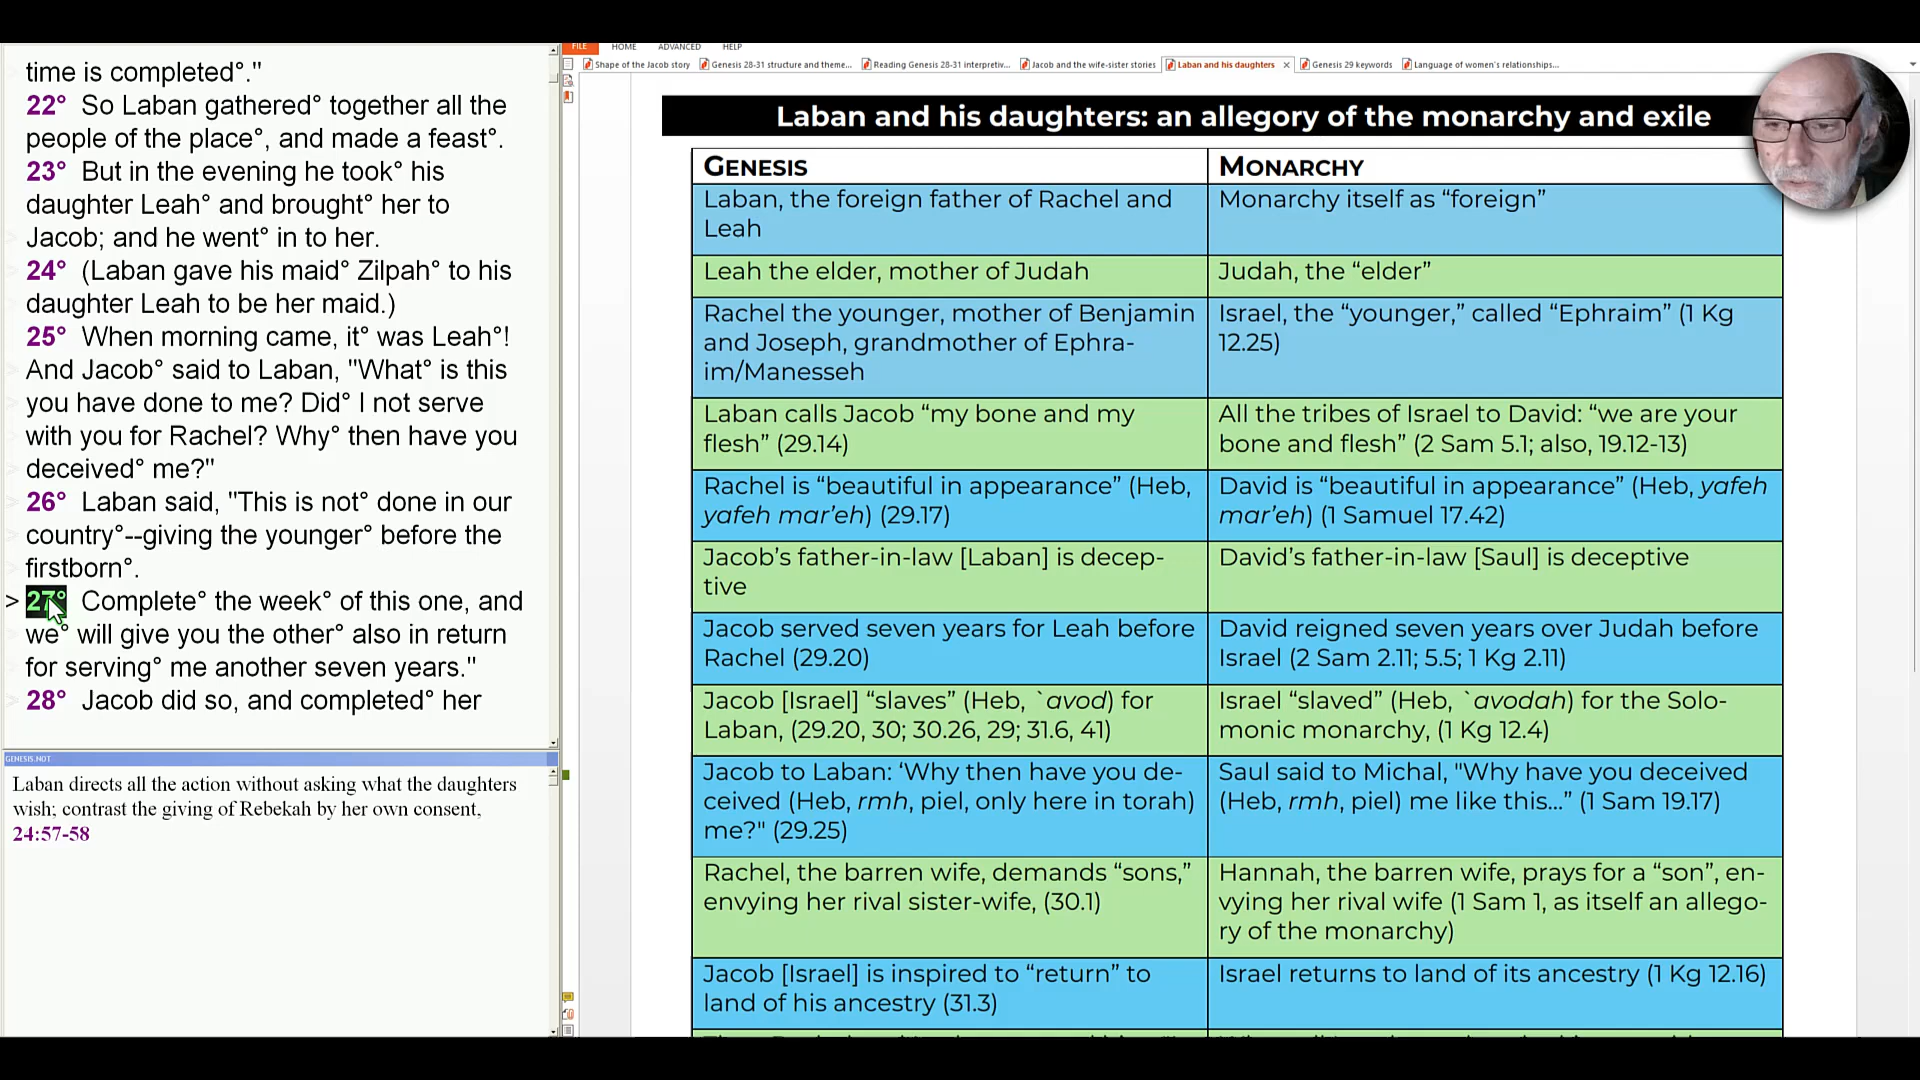 time is completed°."
22° So Laban gathered° together all the
people of the place°, and made a feast°.
23° But in the evening he took° his
daughter Leah° and brought° her to
Jacob; and he went° in to her.
24° (Laban gave his maid° Zilpah° to his
daughter Leah to be her maid.)
25° When morning came, it° was Leah°!
And Jacob° said to Laban, "What° is this
you have done to me? Did° I not serve
with you for Rachel? Why° then have you
deceived° me?"
26° Laban said, "This is not° done in our
country°--giving the younger° before the
firstborn°.
> 27° Complete° the week° of this one, and
we° will give you the other° also in return
for serving° me another seven years."
28° Jacob did so, and completed° her
GENESIS.NOT
Laban directs all the action without asking what the daughters
wish; contrast the giving of Rebekah by her own consent,
24:57-58
FILE HOME ADVANCED HELP
Shape of the Jacob story
Genesis 28-31 structure and theme...
Reading Genesis 28-31 interpretiv...
Jacob and the wife-sister stories
Laban and his daughters ×
Genesis 29 keywords
Language of women's relationships...
Laban and his daughters: an allegory of the monarchy and exile
GENESIS
MONARCHY
Laban, the foreign father of Rachel and
Leah
Monarchy itself as “foreign”
Leah the elder, mother of Judah
Judah, the “elder”
Rachel the younger, mother of Benjamin
and Joseph, grandmother of Ephra-
im/Manesseh
Israel, the “younger,” called “Ephraim” (1 Kg
12.25)
Laban calls Jacob “my bone and my
flesh” (29.14)
All the tribes of Israel to David: “we are your
bone and flesh” (2 Sam 5.1; also, 19.12-13)
Rachel is “beautiful in appearance” (Heb,
yafeh mar’eh) (29.17)
David is “beautiful in appearance” (Heb, yafeh
mar’eh) (1 Samuel 17.42)
Jacob’s father-in-law [Laban] is decep-
tive
David’s father-in-law [Saul] is deceptive
Jacob served seven years for Leah before
Rachel (29.20)
David reigned seven years over Judah before
Israel (2 Sam 2.11; 5.5; 1 Kg 2.11)
Jacob [Israel] “slaves” (Heb, `avod) for
Laban, (29.20, 30; 30.26, 29; 31.6, 41)
Israel “slaved” (Heb, `avodah) for the Solo-
monic monarchy, (1 Kg 12.4)
Jacob to Laban: ‘Why then have you de-
ceived (Heb, rmh, piel, only here in torah)
me?" (29.25)
Saul said to Michal, "Why have you deceived
(Heb, rmh, piel) me like this...” (1 Sam 19.17)
Rachel, the barren wife, demands “sons,”
envying her rival sister-wife, (30.1)
Hannah, the barren wife, prays for a “son”, en-
vying her rival wife (1 Sam 1, as itself an allego-
ry of the monarchy)
Jacob [Israel] is inspired to “return” to
land of his ancestry (31.3)
Israel returns to land of its ancestry (1 Kg 12.16)